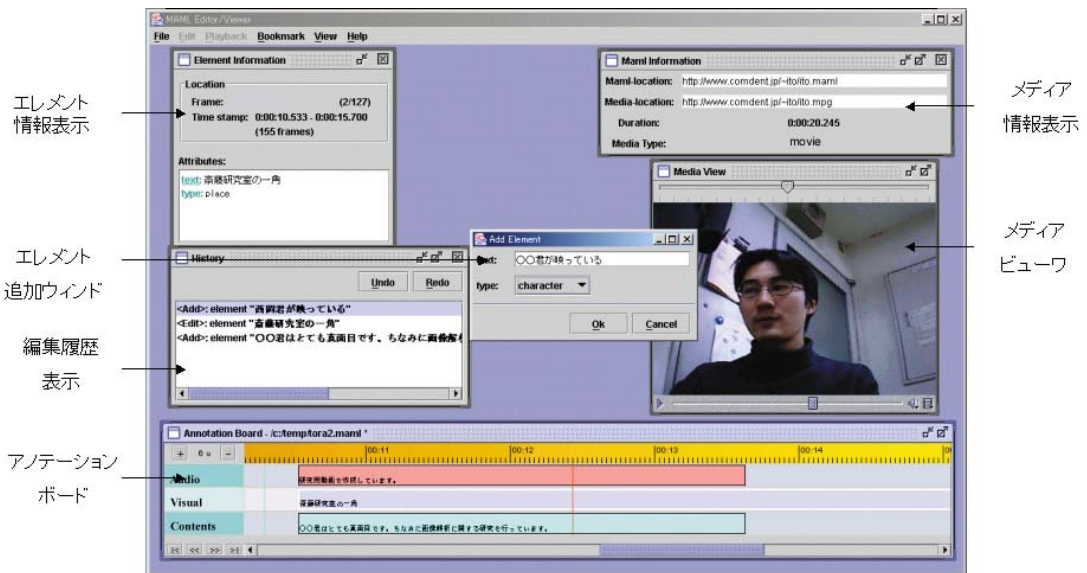 MAML Editor/Viewer
File Edit Playback Bookmark View Help
エレメント
情報表示
Element Information
Location
Frame: (2/127)
Time stamp: 0:00:10.533 - 0:00:15.700
(155 frames)
Attributes:
text: 斎藤研究室の一角
type: place
Maml Information
Maml-location: http://www.comdent.jp/~ito/ito.maml
Media-location: http://www.comdent.jp/~ito/ito.mpg
Duration: 0:00:20.245
Media Type: movie
メディア
情報表示
Media View
メディア
ビューワ
エレメント
追加ウィンド
Add Element
text: 〇〇君が映っている
type: character
Ok Cancel
History
Undo Redo
<Add>: element "西岡君が映っている"
<Edit>: element "斎藤研究室の一角"
<Add>: element "〇〇君はとても真面目です。ちなみに画像解
編集履歴
表示
アノテーション
ボード
Annotation Board - /c:/temp/tora2.maml *
+ 6 -
00:11 00:12 00:13 00:14
Audio 研究用動画を作成しています。
Visual 斎藤研究室の一角
Contents 〇〇君はとても真面目です。ちなみに画像解析に関する研究を行っています。